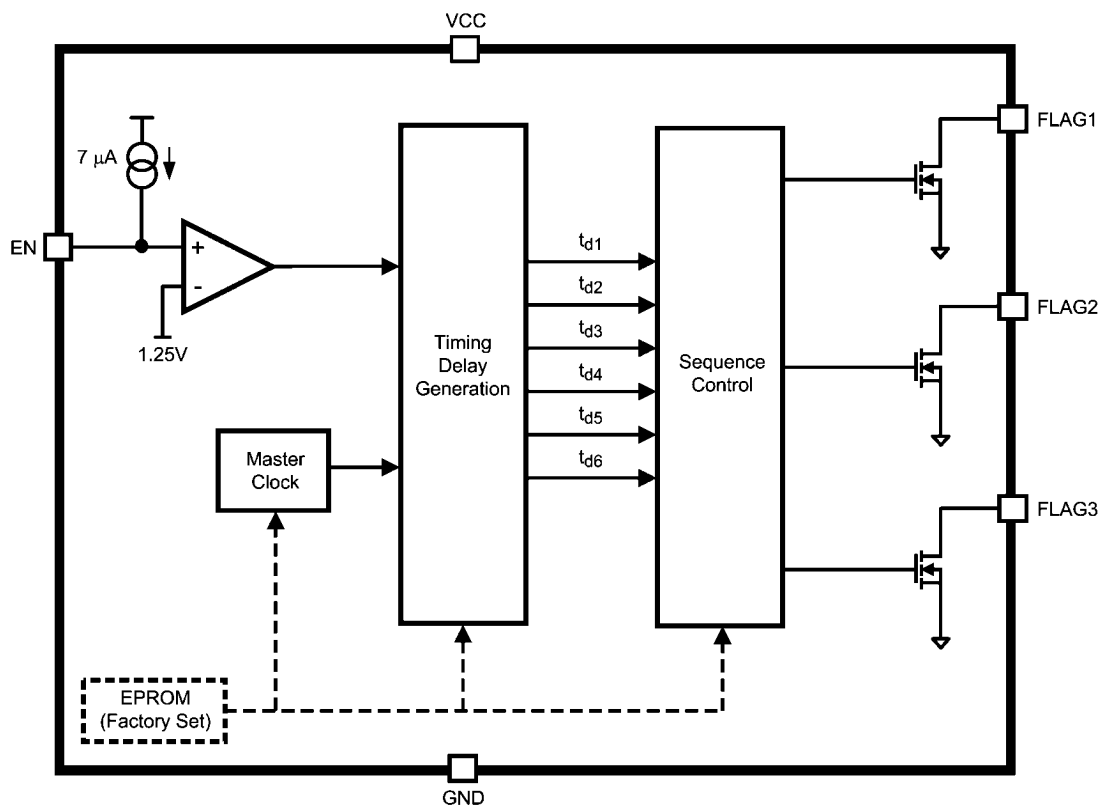 VCC
FLAG1
7 µA
EN
+
-
1.25V
td1
td2
td3
td4
td5
td6
Timing
Delay
Generation
Sequence
Control
FLAG2
Master
Clock
FLAG3
EPROM
(Factory Set)
GND